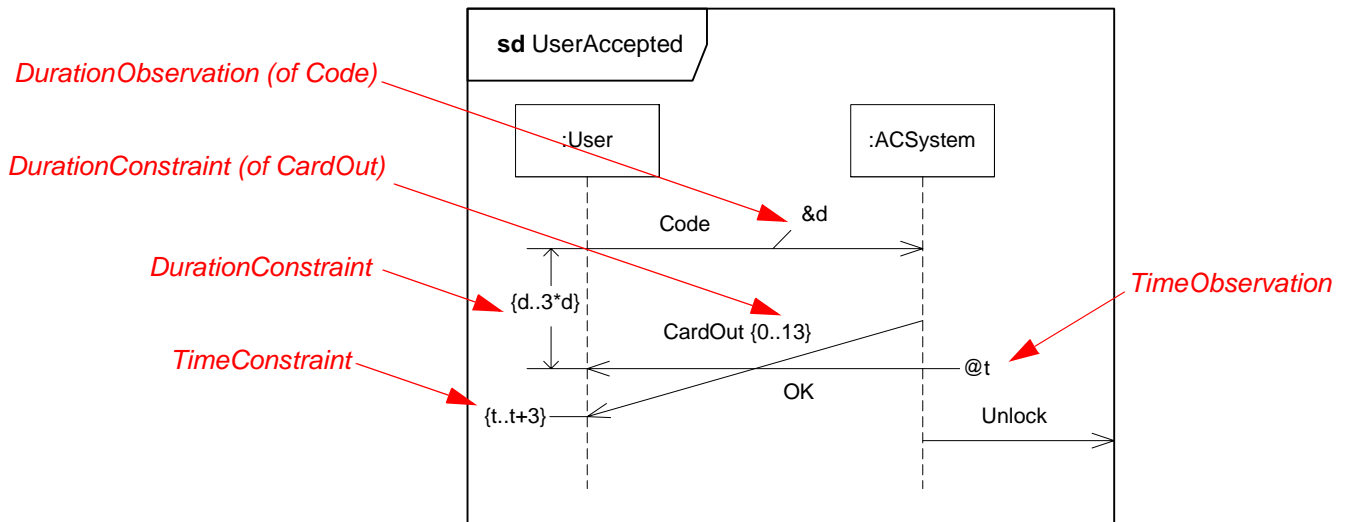 sd UserAccepted
DurationObservation (of Code)
:User
:ACSystem
DurationConstraint (of CardOut)
&d
Code
DurationConstraint
TimeObservation
{d..3*d}
CardOut {0..13}
TimeConstraint
@t
OK
{t..t+3}
Unlock